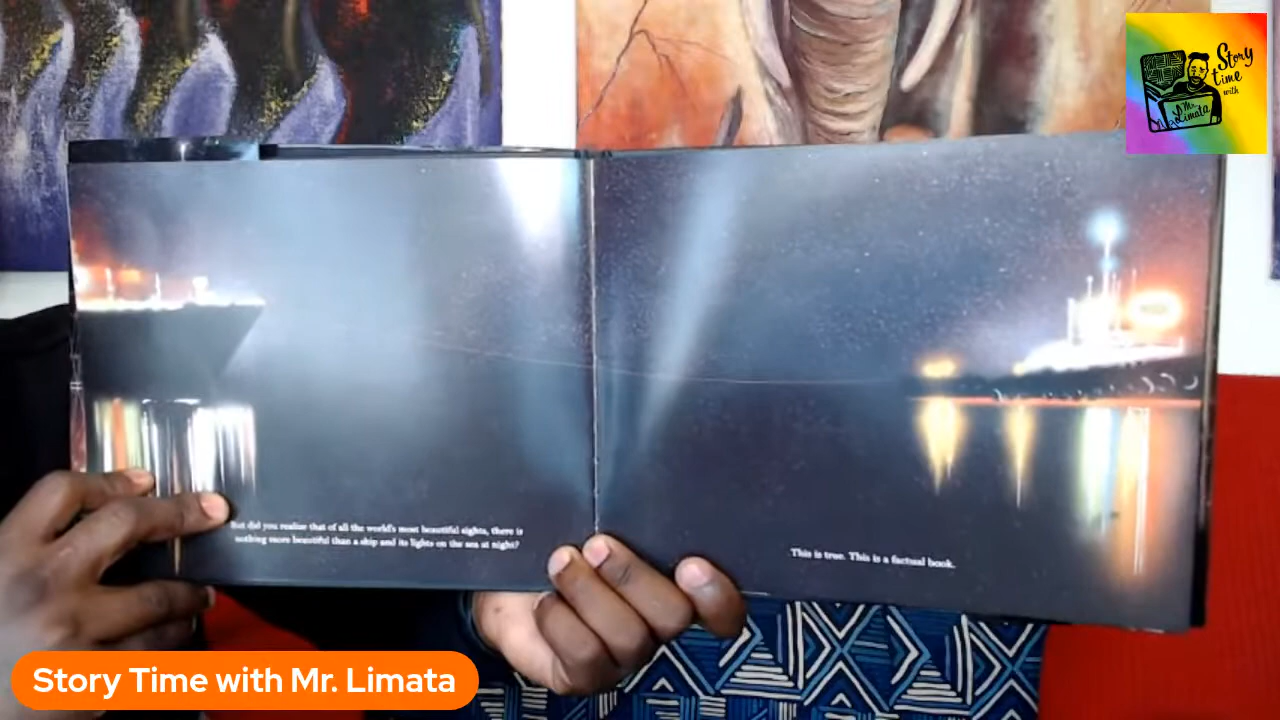 Story
time
with
Mr.
Limata
But did you realize that of all the world's most beautiful sights, there is
nothing more beautiful than a ship and its lights on the sea at night?
This is true. This is a factual book.
Story Time with Mr. Limata